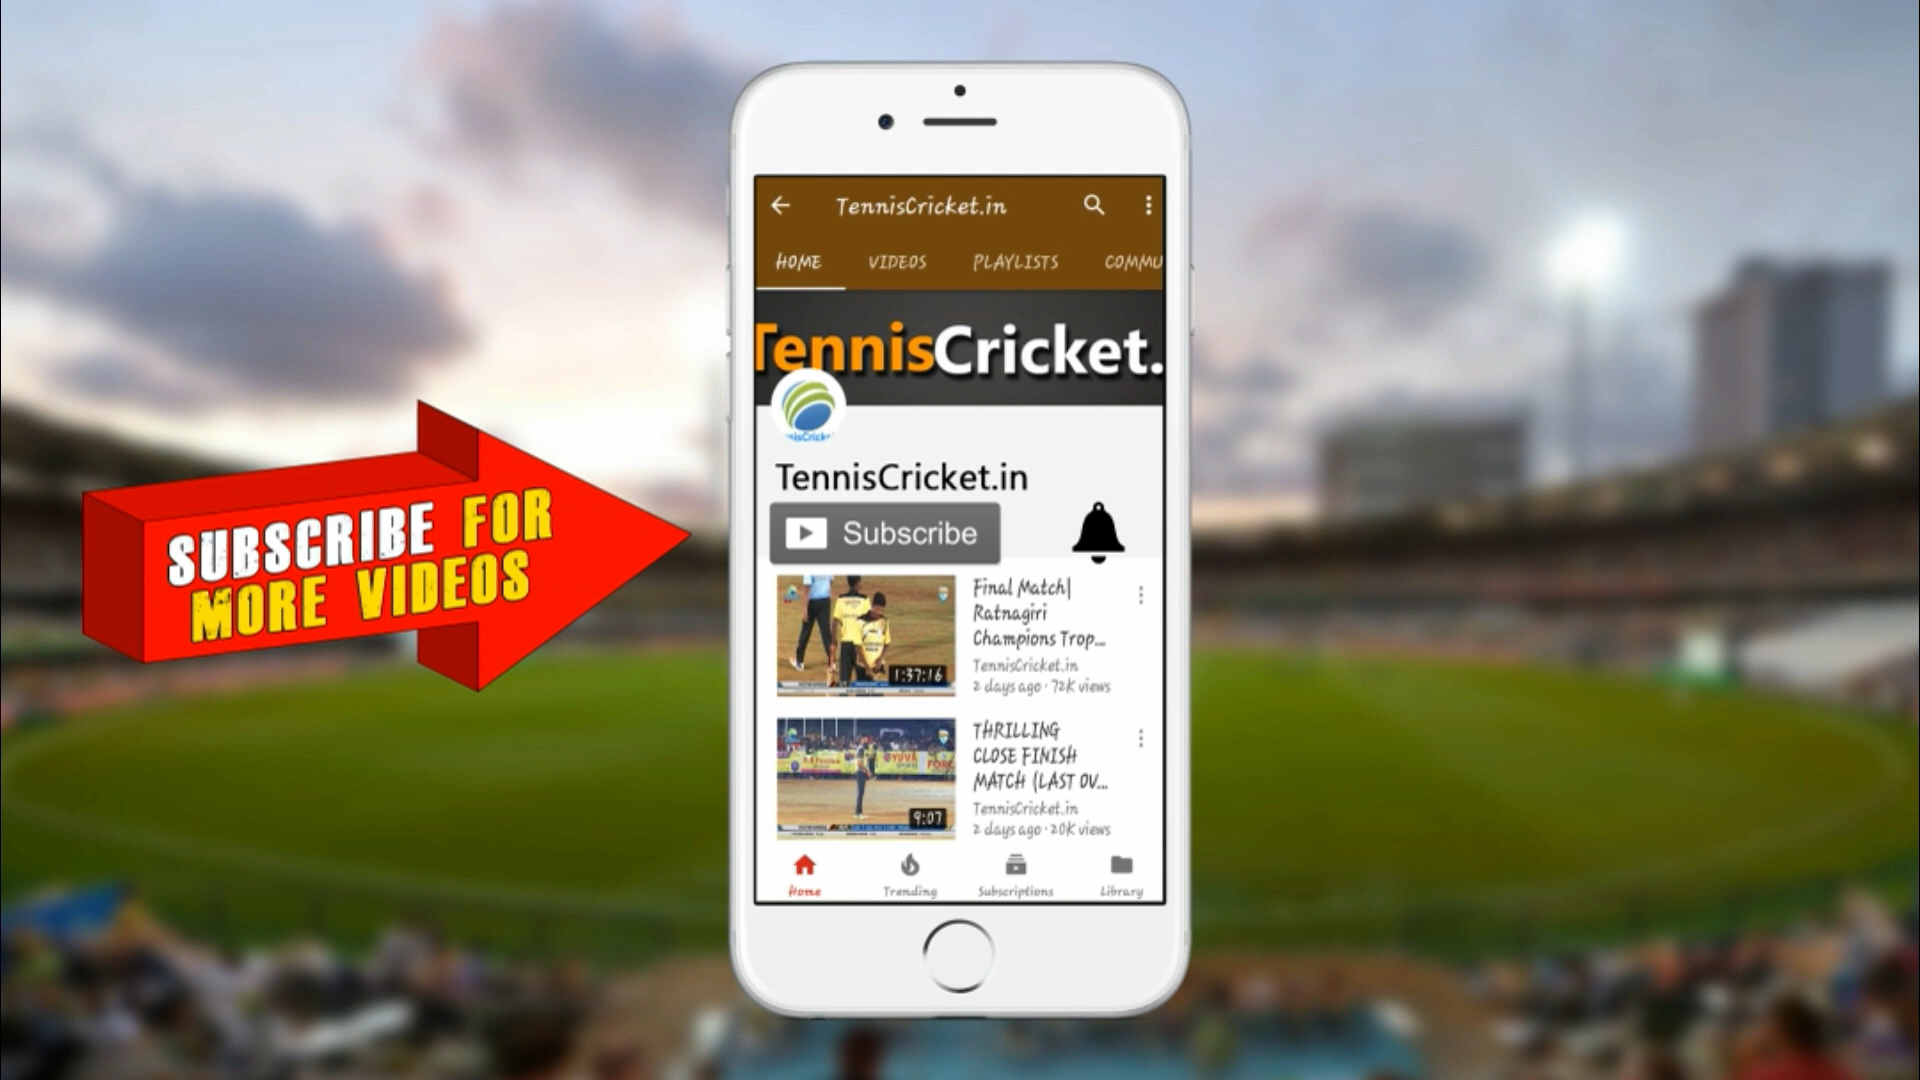 SUBSCRIBE FOR
MORE VIDEOS
TennisCricket.in
HOME VIDEOS PLAYLISTS COMMU
TennisCricket.
TennisCricket.in
Subscribe
Final Match|
Ratnagiri
Champions Trop...
TennisCricket.in
2 days ago · 72K views
1:37:16
THRILLING
CLOSE FINISH
MATCH (LAST OV...
TennisCricket.in
2 days ago · 20K views
9:07
Home Trending Subscriptions Library